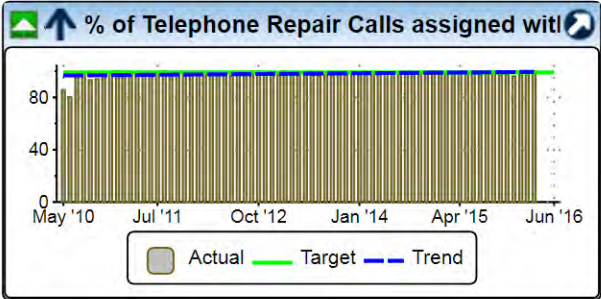 % of Telephone Repair Calls assigned with
80
40
0
May '10 Jul '11 Oct '12 Jan '14 Apr '15 Jun '16
Actual Target Trend